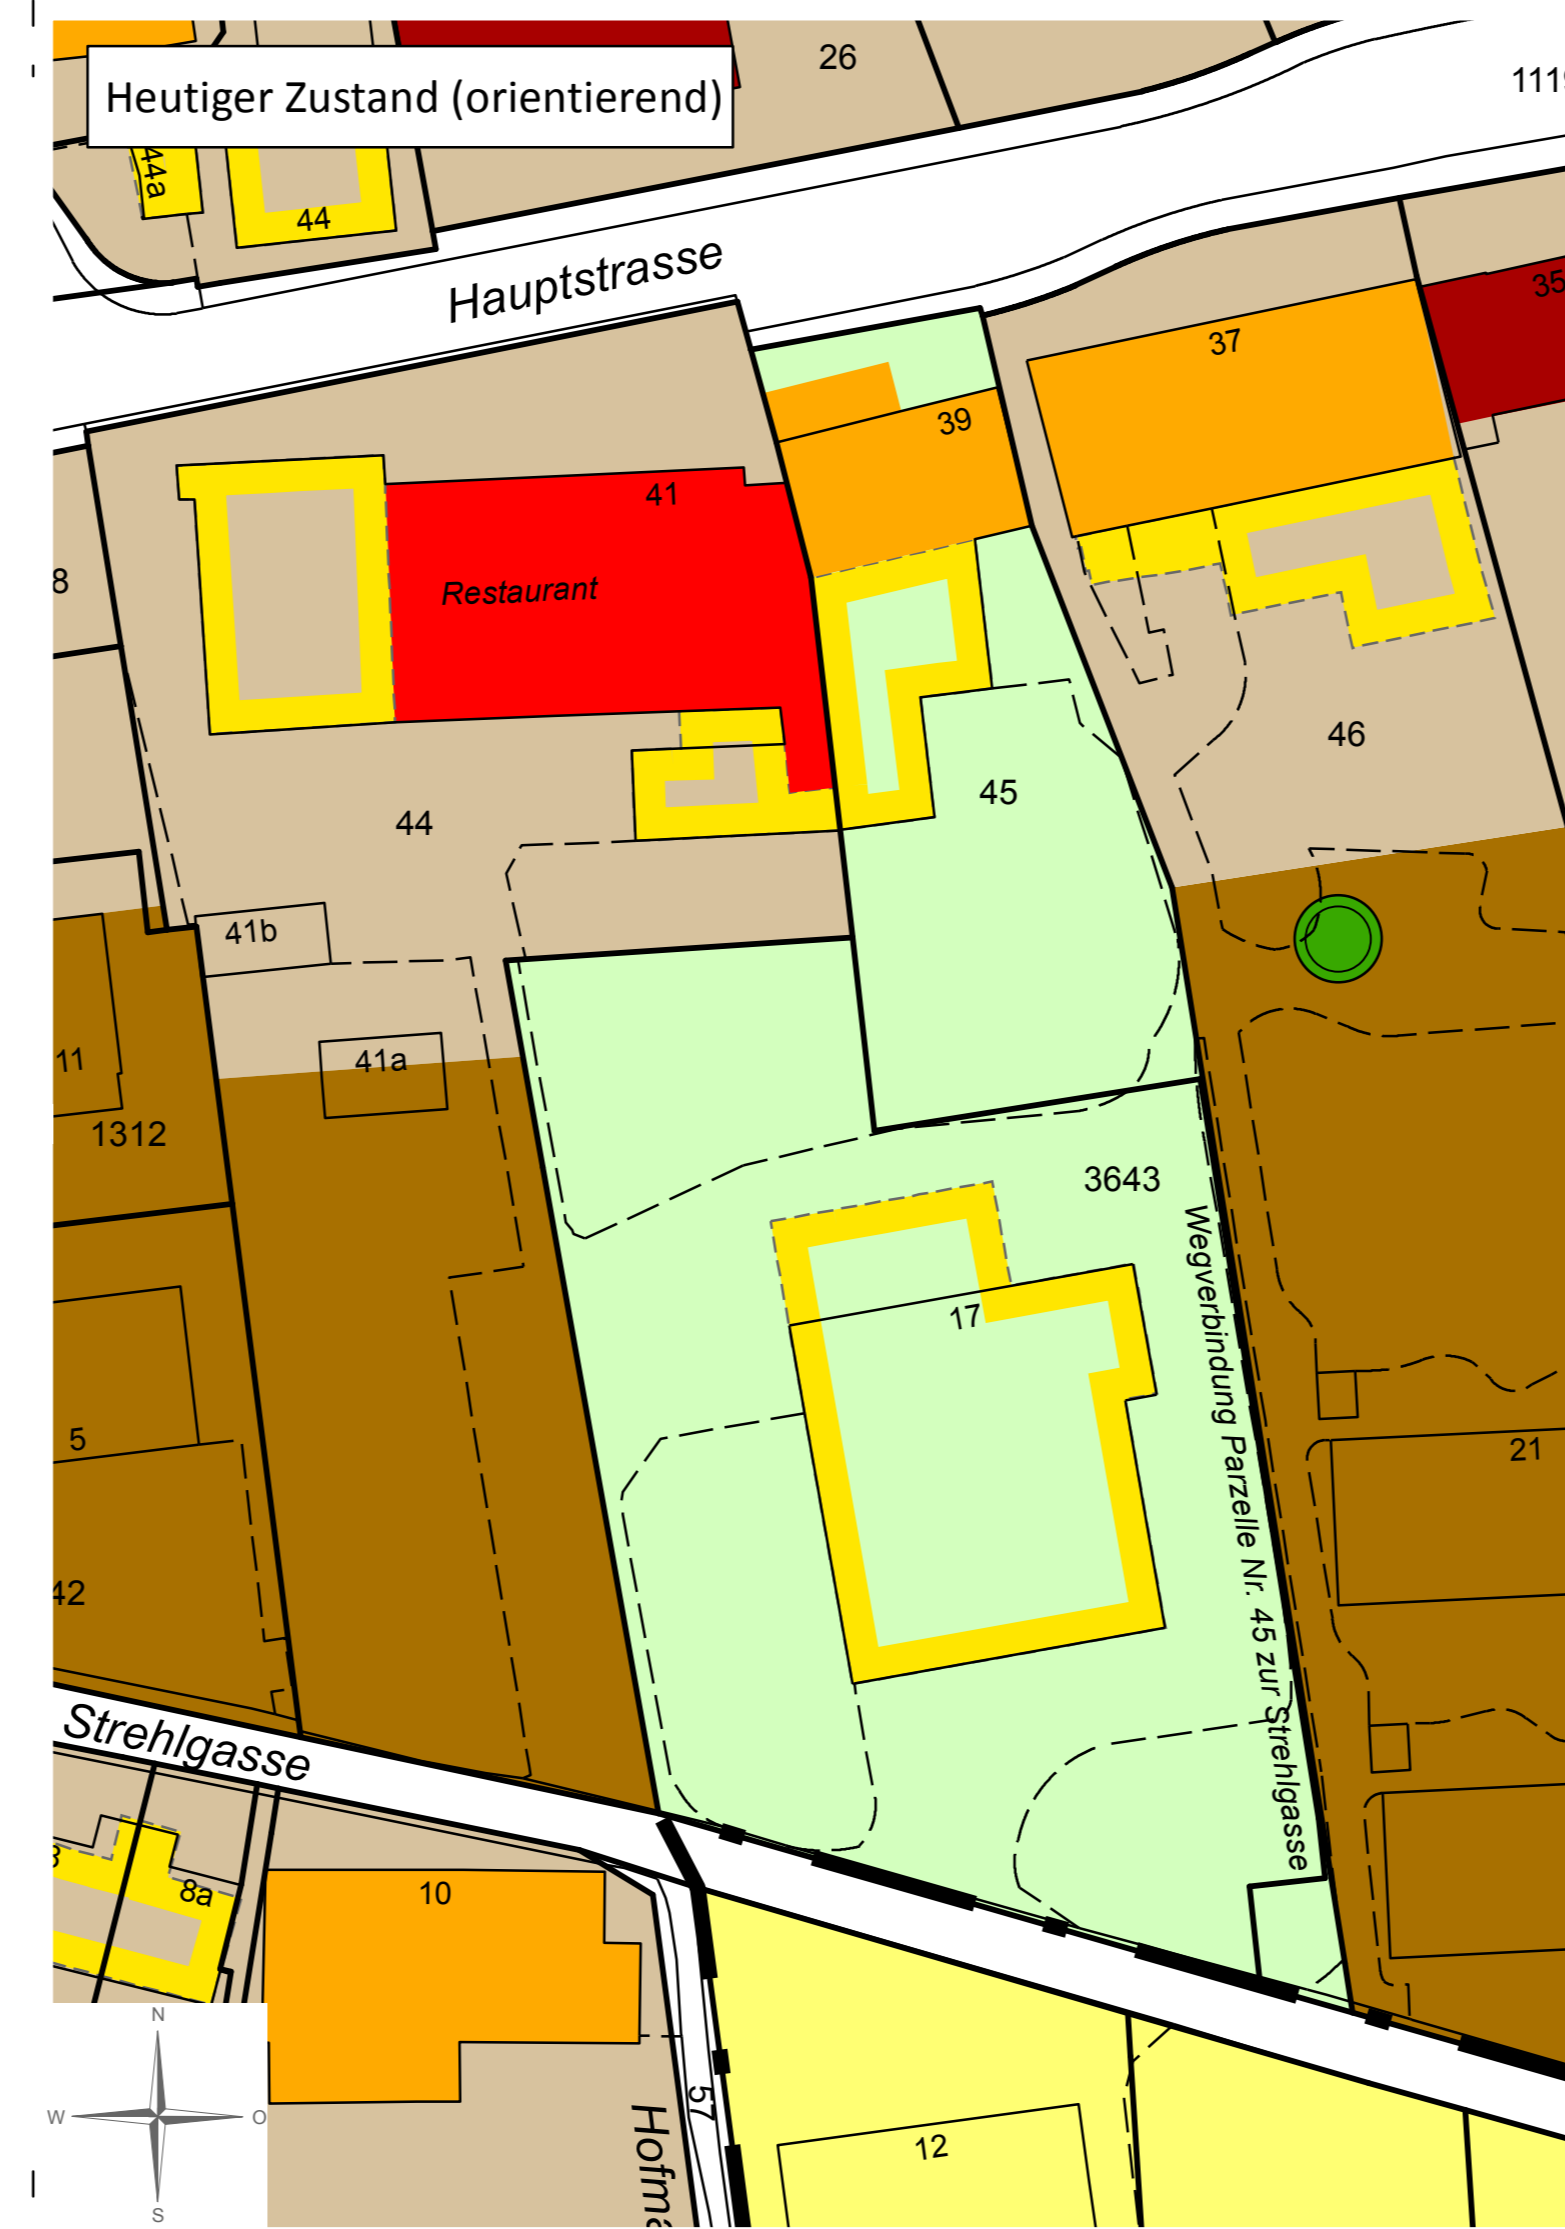 Heutiger Zustand (orientierend)
26
44a
44
Hauptstrasse
37
39
41
Restaurant
8
46
45
44
41b
41a
11
1312
3643
17
Wegverbindung Parzelle Nr. 45 zur Strehlgasse
5
21
42
Strehlgasse
8a
10
N
W
O
S
57
12